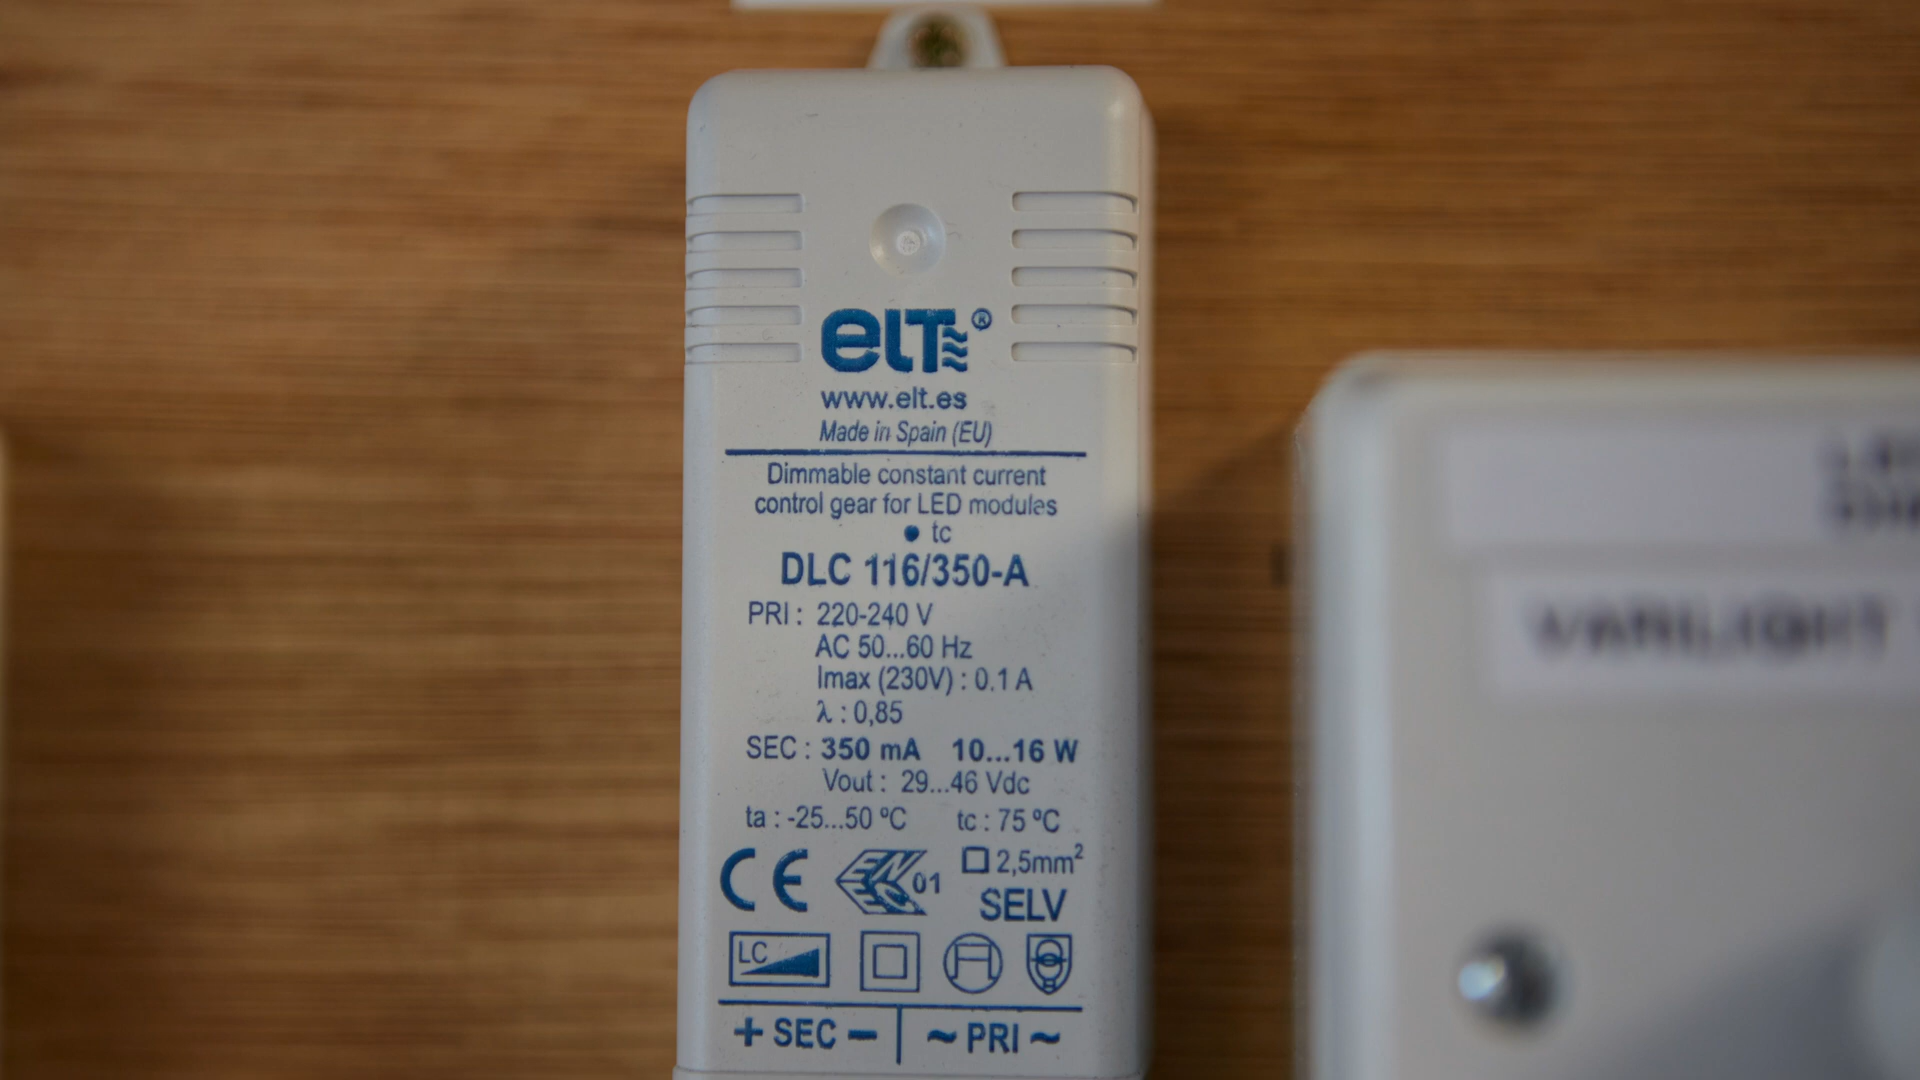 elt®
www.elt.es
Made in Spain (EU)
Dimmable constant current
control gear for LED modules
• tc
DLC 116/350-A
PRI : 220-240 V
AC 50...60 Hz
Imax (230V) : 0.1 A
λ : 0,85
SEC : 350 mA 10...16 W
Vout : 29...46 Vdc
ta : -25...50 ºC tc : 75 ºC
CE ENEC 01 2,5mm²
SELV
LC
+ SEC − ~ PRI ~
VARILIGHT